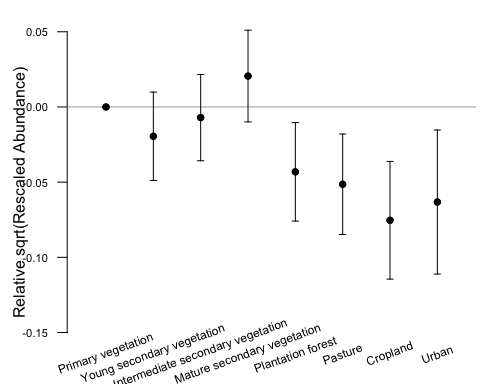 Relative sqrt(Rescaled Abundance)
0.05
0.00
-0.05
-0.10
-0.15
Primary vegetation
Young secondary vegetation
Intermediate secondary vegetation
Mature secondary vegetation
Plantation forest
Pasture
Cropland
Urban